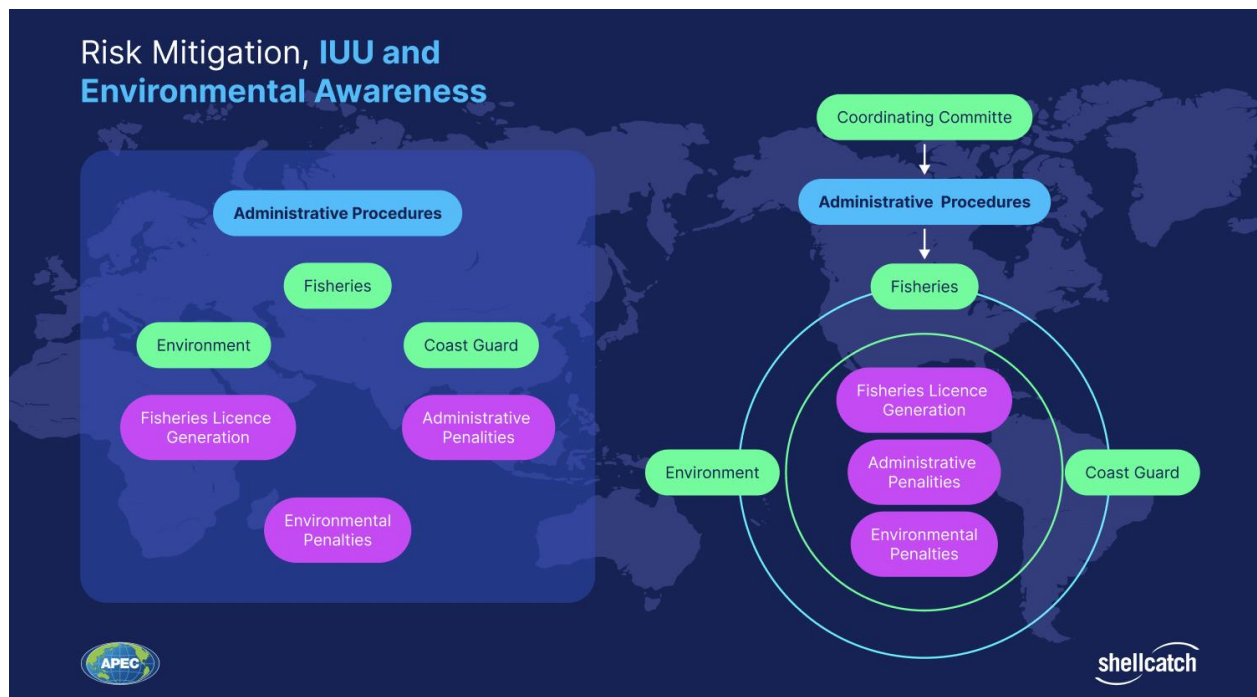 Risk Mitigation, IUU and
Environmental Awareness
Administrative Procedures
Fisheries
Environment
Coast Guard
Fisheries Licence
Generation
Administrative
Penalities
Environmental
Penalties
Coordinating Committe
Administrative Procedures
Fisheries
Fisheries Licence
Generation
Environment
Administrative
Penalities
Coast Guard
Environmental
Penalties
APEC
shellcatch